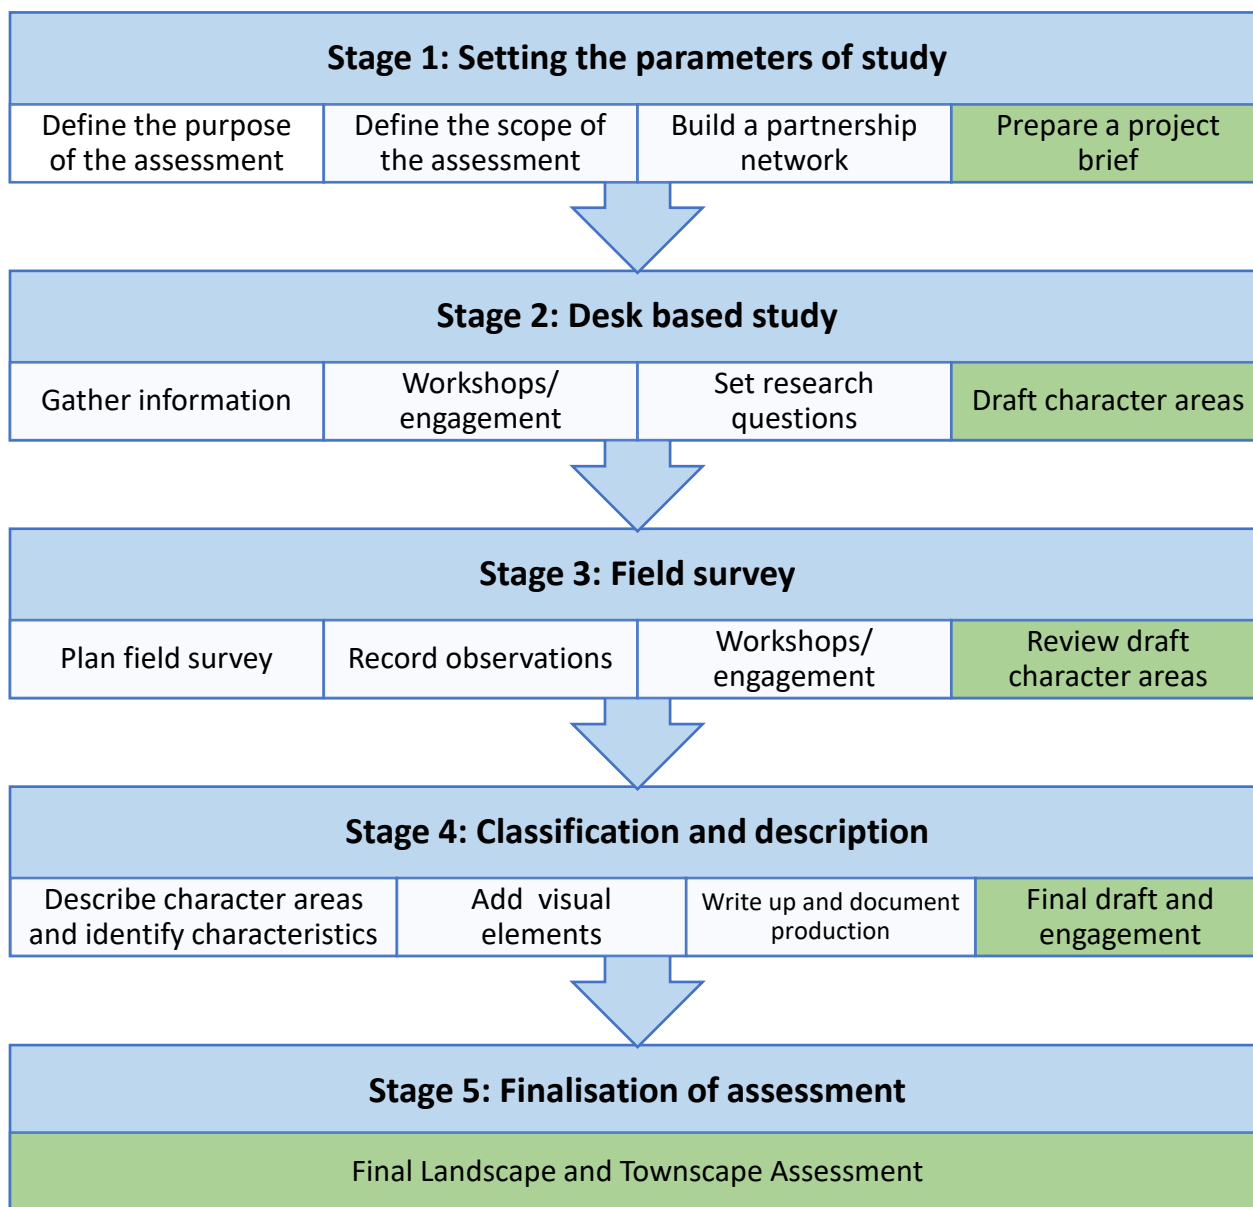 Stage 1: Setting the parameters of study
Define the purpose
of the assessment
Define the scope of
the assessment
Build a partnership
network
Prepare a project
brief
Stage 2: Desk based study
Gather information
Workshops/
engagement
Set research
questions
Draft character areas
Stage 3: Field survey
Plan field survey
Record observations
Workshops/
engagement
Review draft
character areas
Stage 4: Classification and description
Describe character areas
and identify characteristics
Add  visual
elements
Write up and document
production
Final draft and
engagement
Stage 5: Finalisation of assessment
Final Landscape and Townscape Assessment